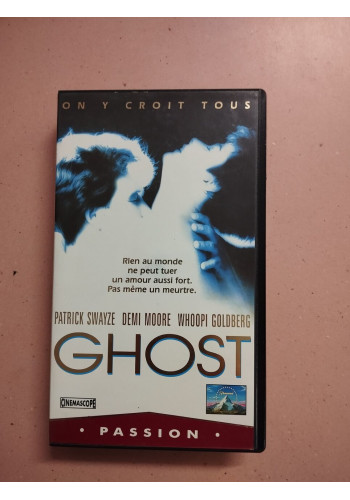 ON Y CROIT TOUS
Rien au monde
ne peut tuer
un amour aussi fort.
Pas même un meurtre.
PATRICK SWAYZE DEMI MOORE WHOOPI GOLDBERG
GHOST
CINEMASCOPE
• PASSION •